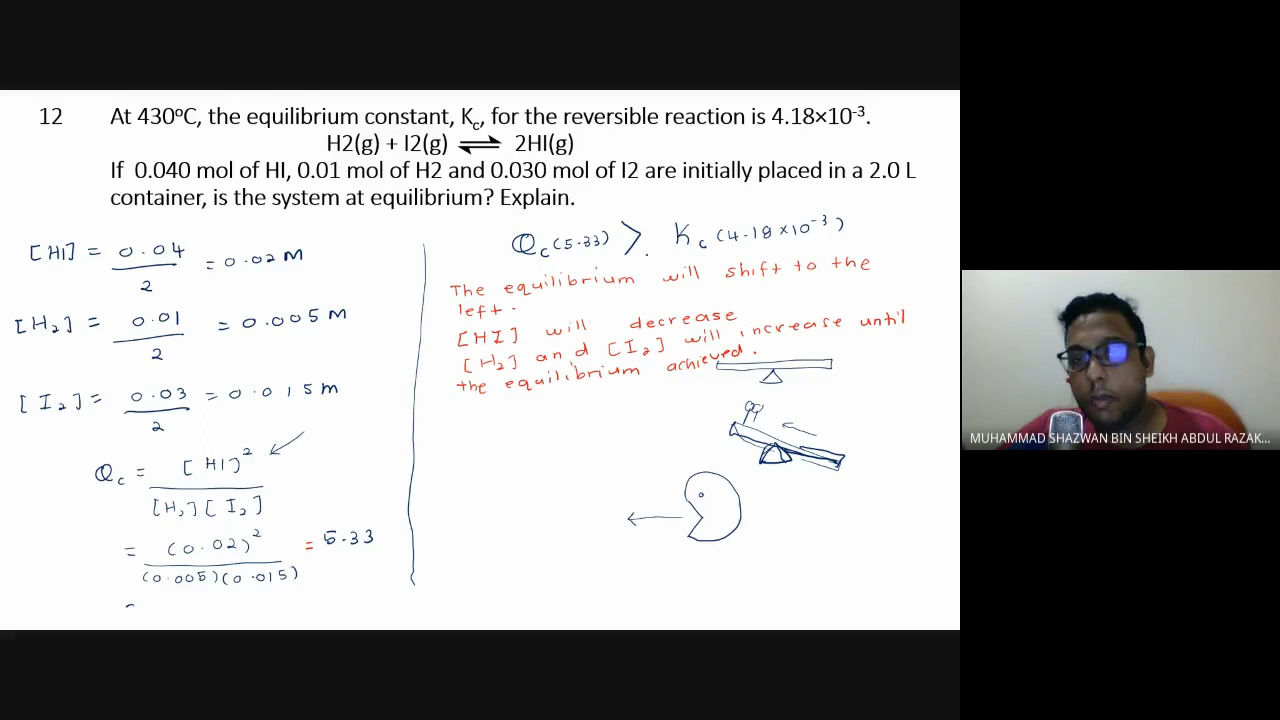 12 At 430°C, the equilibrium constant, Kc, for the reversible reaction is 4.18×10⁻³.
H2(g) + I2(g) ⇌ 2HI(g)
If 0.040 mol of HI, 0.01 mol of H2 and 0.030 mol of I2 are initially placed in a 2.0 L
container, is the system at equilibrium? Explain.
[HI] = 0.04 / 2 = 0.02 M
[H₂] = 0.01 / 2 = 0.005 M
[I₂] = 0.03 / 2 = 0.015 M
Qc = [HI]² / [H₂][I₂]
= (0.02)² / (0.005)(0.015) = 5.33
=
Qc (5.33) > Kc (4.18 × 10⁻³)
The equilibrium will shift to the
left.
[HI] will decrease
[H₂] and [I₂] will increase until
the equilibrium achieved.
MUHAMMAD SHAZWAN BIN SHEIKH ABDUL RAZAK...